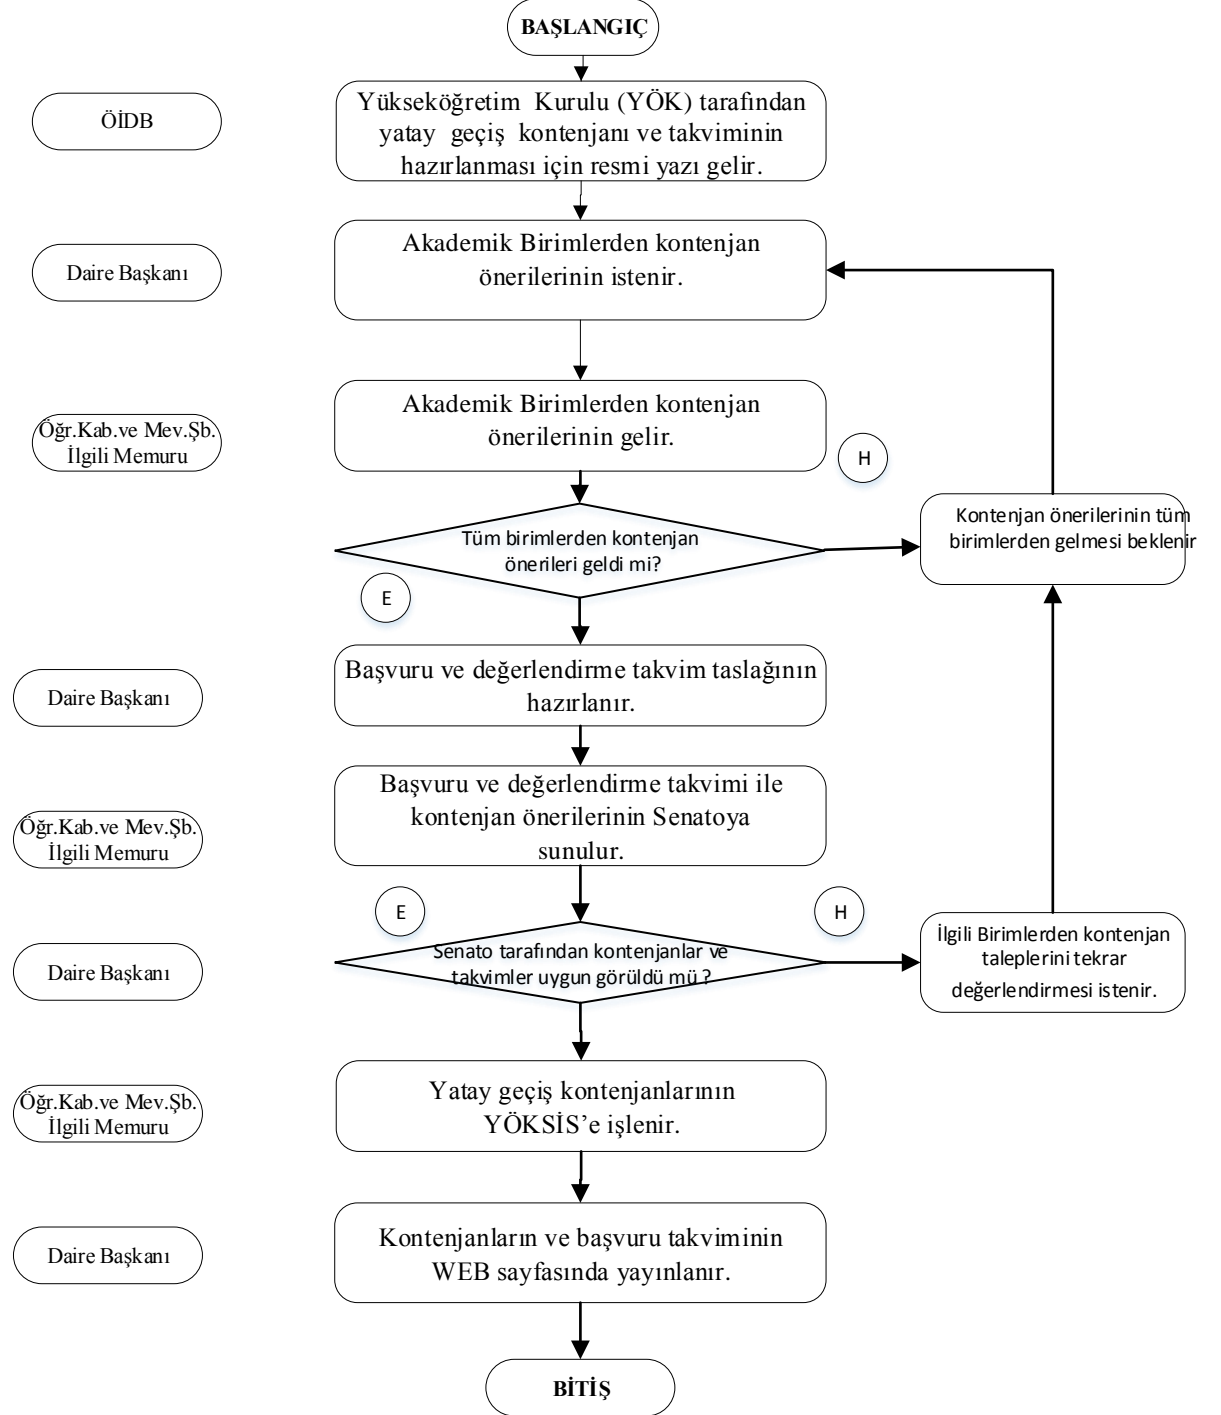 BAŞLANGIÇ
ÖİDB
Yükseköğretim Kurulu (YÖK) tarafından
yatay geçiş kontenjanı ve takviminin
hazırlanması için resmi yazı gelir.
Daire Başkanı
Akademik Birimlerden kontenjan
önerilerinin istenir.
Öğr.Kab.ve Mev.Şb.
İlgili Memuru
Akademik Birimlerden kontenjan
önerilerinin gelir.
H
Tüm birimlerden kontenjan
önerileri geldi mi?
Kontenjan önerilerinin tüm
birimlerden gelmesi beklenir
E
Daire Başkanı
Başvuru ve değerlendirme takvim taslağının
hazırlanır.
Öğr.Kab.ve Mev.Şb.
İlgili Memuru
Başvuru ve değerlendirme takvimi ile
kontenjan önerilerinin Senatoya
sunulur.
E
H
Daire Başkanı
Senato tarafından kontenjanlar ve
takvimler uygun görüldü mü ?
İlgili Birimlerden kontenjan
taleplerini tekrar
değerlendirmesi istenir.
Öğr.Kab.ve Mev.Şb.
İlgili Memuru
Yatay geçiş kontenjanlarının
YÖKSİS’e işlenir.
Daire Başkanı
Kontenjanların ve başvuru takviminin
WEB sayfasında yayınlanır.
BİTİŞ